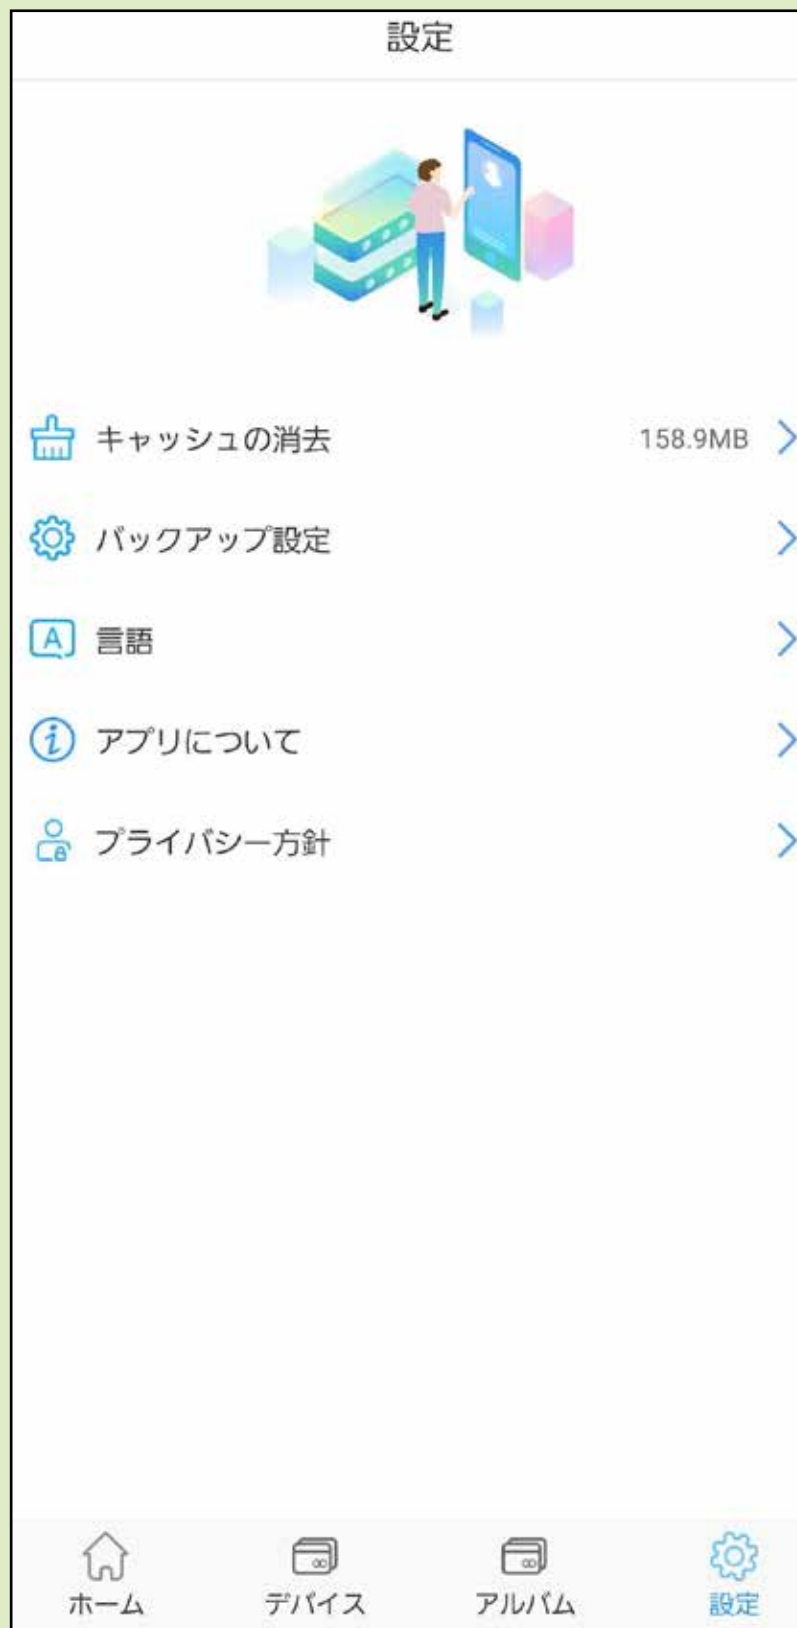 設定
キャッシュの消去 158.9MB
バックアップ設定
A 言語
アプリについて
プライバシー方針
ホーム デバイス アルバム 設定